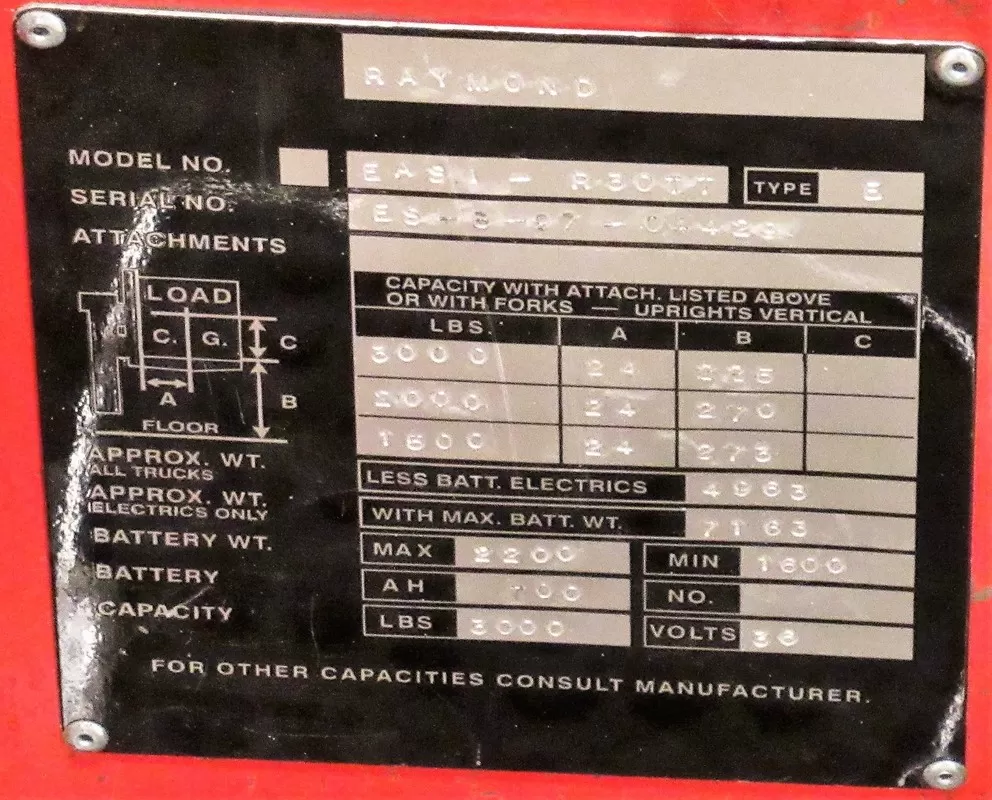 RAYMOND
MODEL NO. EASI - R30TT TYPE E
SERIAL NO.
ATTACHMENTS
CAPACITY WITH ATTACH. LISTED ABOVE
OR WITH FORKS — UPRIGHTS VERTICAL
LBS A B C
3000 24
2000 24 270
1500 24 273
LOAD
C. G. C
A B
FLOOR
APPROX. WT. LESS BATT. ELECTRICS 4963
ALL TRUCKS
APPROX. WT. WITH MAX. BATT. WT. 7163
ELECTRICS ONLY
BATTERY WT. MAX 2200 MIN 1600
BATTERY AH NO.
CAPACITY LBS 3000 VOLTS 36
FOR OTHER CAPACITIES CONSULT MANUFACTURER.